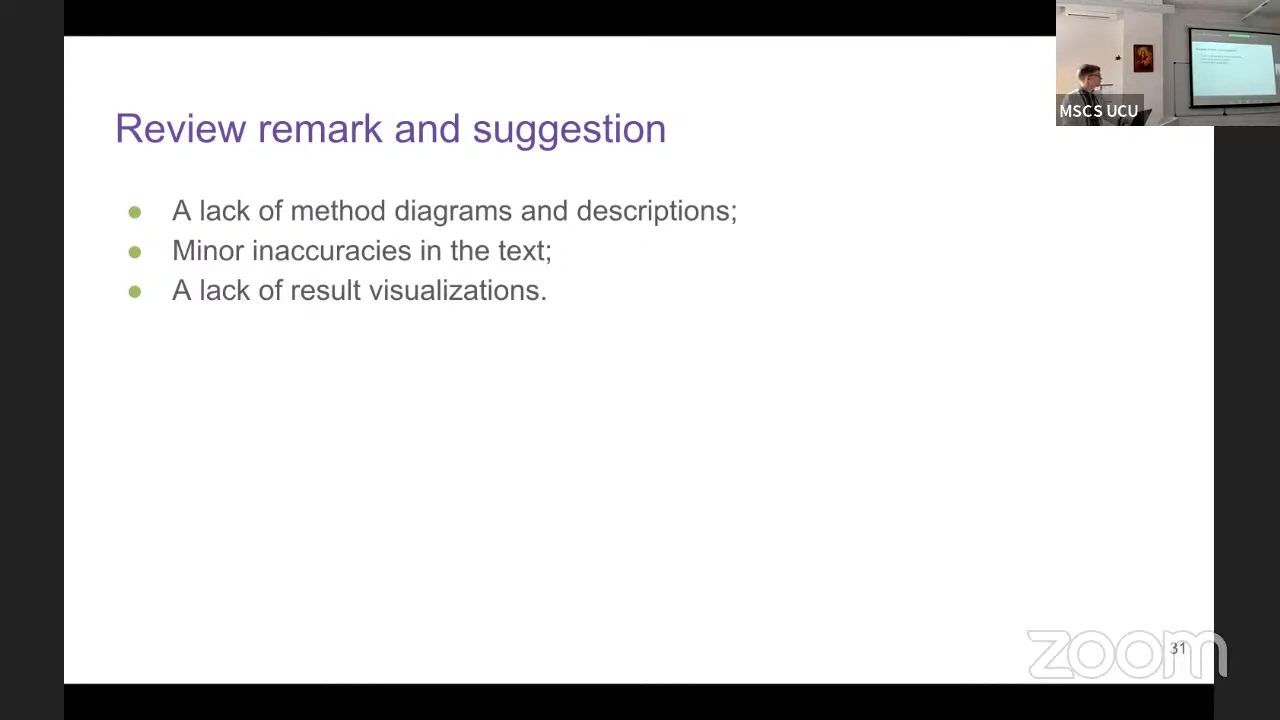 MSCS UCU
Review remark and suggestion
● A lack of method diagrams and descriptions;
● Minor inaccuracies in the text;
● A lack of result visualizations.
31
zoom